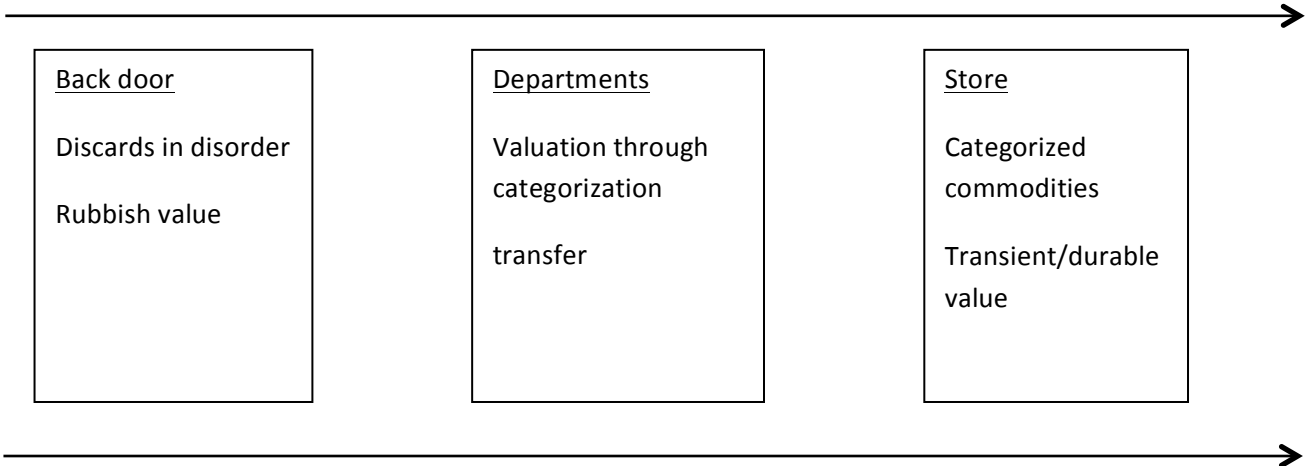 Back door
Discards in disorder
Rubbish value
Departments
Valuation through
categorization
transfer
Store
Categorized
commodities
Transient/durable
value